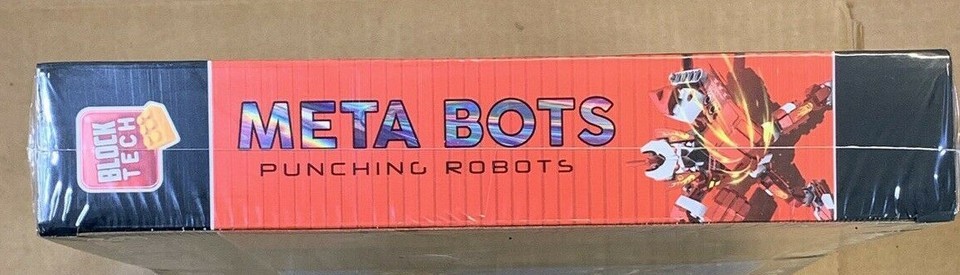 BLOCK
TECH
META BOTS
PUNCHING ROBOTS